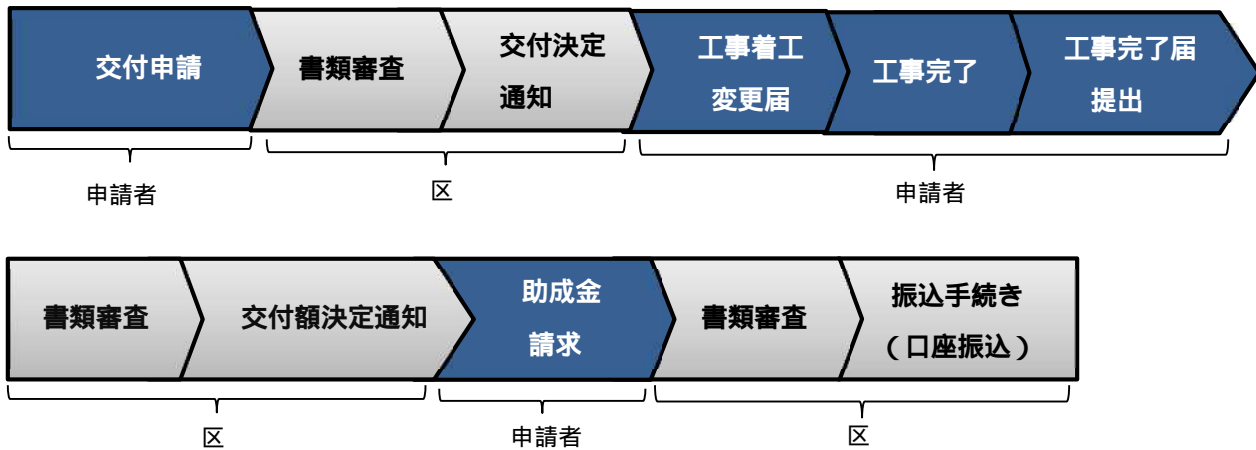 交付申請
書類審査
交付決定
通知
工事着工
変更届
工事完了
工事完了届
提出
申請者
区
申請者
書類審査
交付額決定通知
助成金
請求
書類審査
振込手続き
(口座振込)
区
申請者
区